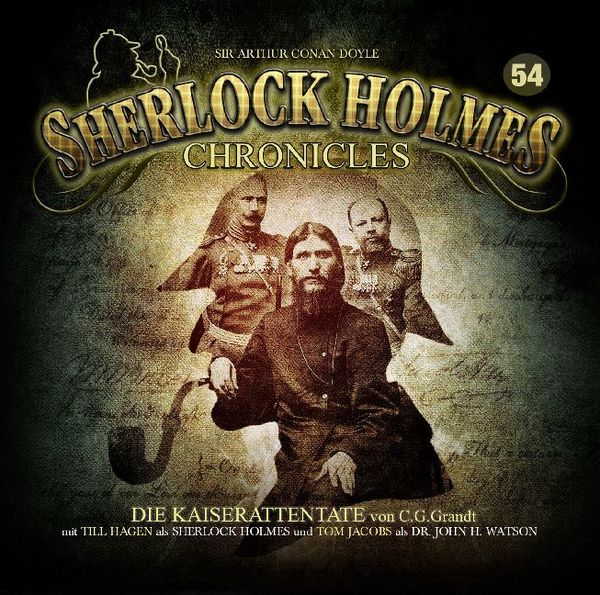 SIR ARTHUR CONAN DOYLE
54
SHERLOCK HOLMES
CHRONICLES
DIE KAISERATTENTATE von C.G.Grandt
mit TILL HAGEN als SHERLOCK HOLMES und TOM JACOBS als DR. JOHN H. WATSON